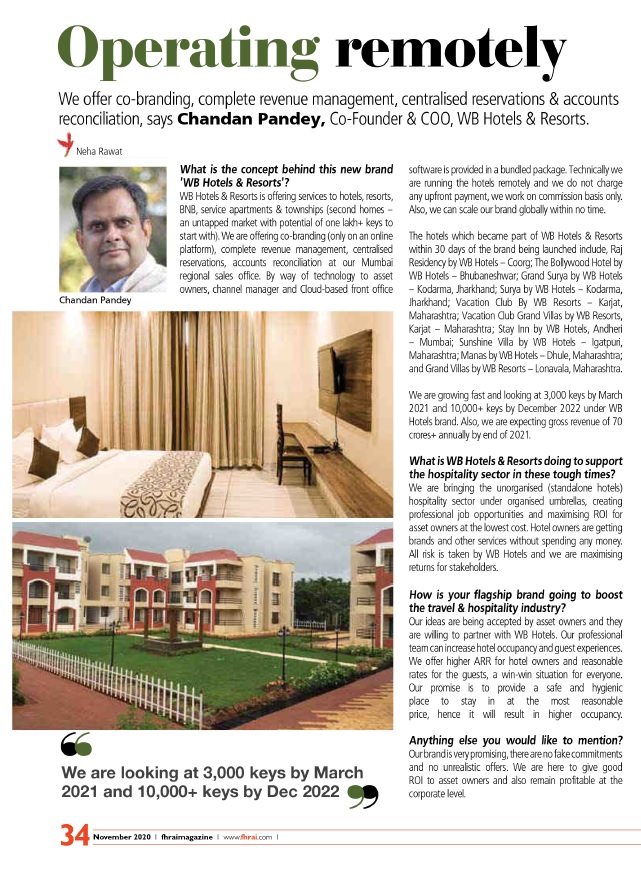 Operating remotely
We offer co-branding, complete revenue management, centralised reservations & accounts
reconciliation, says Chandan Pandey, Co-Founder & COO, WB Hotels & Resorts.
Neha Rawat
Chandan Pandey
What is the concept behind this new brand
'WB Hotels & Resorts'?
WB Hotels & Resorts is offering services to hotels, resorts,
BNB, service apartments & townships (second homes –
an untapped market with potential of one lakh+ keys to
start with). We are offering co-branding (only on an online
platform), complete revenue management, centralised
reservations, accounts reconciliation at our Mumbai
regional sales office. By way of technology to asset
owners, channel manager and Cloud-based front office
software is provided in a bundled package. Technically we
are running the hotels remotely and we do not charge
any upfront payment, we work on commission basis only.
Also, we can scale our brand globally within no time.
The hotels which became part of WB Hotels & Resorts
within 30 days of the brand being launched include, Raj
Residency by WB Hotels – Coorg; The Bollywood Hotel by
WB Hotels – Bhubaneshwar; Grand Surya by WB Hotels
– Kodarma, Jharkhand; Surya by WB Hotels – Kodarma,
Jharkhand; Vacation Club By WB Resorts – Karjat,
Maharashtra; Vacation Club Grand Villas by WB Resorts,
Karjat – Maharashtra; Stay Inn by WB Hotels, Andheri
– Mumbai; Sunshine Villa by WB Hotels – Igatpuri,
Maharashtra; Manas by WB Hotels – Dhule, Maharashtra;
and Grand Villas by WB Resorts – Lonavala, Maharashtra.
We are growing fast and looking at 3,000 keys by March
2021 and 10,000+ keys by December 2022 under WB
Hotels brand. Also, we are expecting gross revenue of 70
crores+ annually by end of 2021.
What is WB Hotels & Resorts doing to support
the hospitality sector in these tough times?
We are bringing the unorganised (standalone hotels)
hospitality sector under organised umbrellas, creating
professional job opportunities and maximising ROI for
asset owners at the lowest cost. Hotel owners are getting
brands and other services without spending any money.
All risk is taken by WB Hotels and we are maximising
returns for stakeholders.
How is your flagship brand going to boost
the travel & hospitality industry?
Our ideas are being accepted by asset owners and they
are willing to partner with WB Hotels. Our professional
team can increase hotel occupancy and guest experiences.
We offer higher ARR for hotel owners and reasonable
rates for the guests, a win-win situation for everyone.
Our promise is to provide a safe and hygienic
place to stay in at the most reasonable
price, hence it will result in higher occupancy.
Anything else you would like to mention?
Our brand is very promising, there are no fake commitments
and no unrealistic offers. We are here to give good
ROI to asset owners and also remain profitable at the
corporate level.
“
We are looking at 3,000 keys by March
2021 and 10,000+ keys by Dec 2022 ”
34 November 2020 | fhraimagazine | www.fhrai.com |